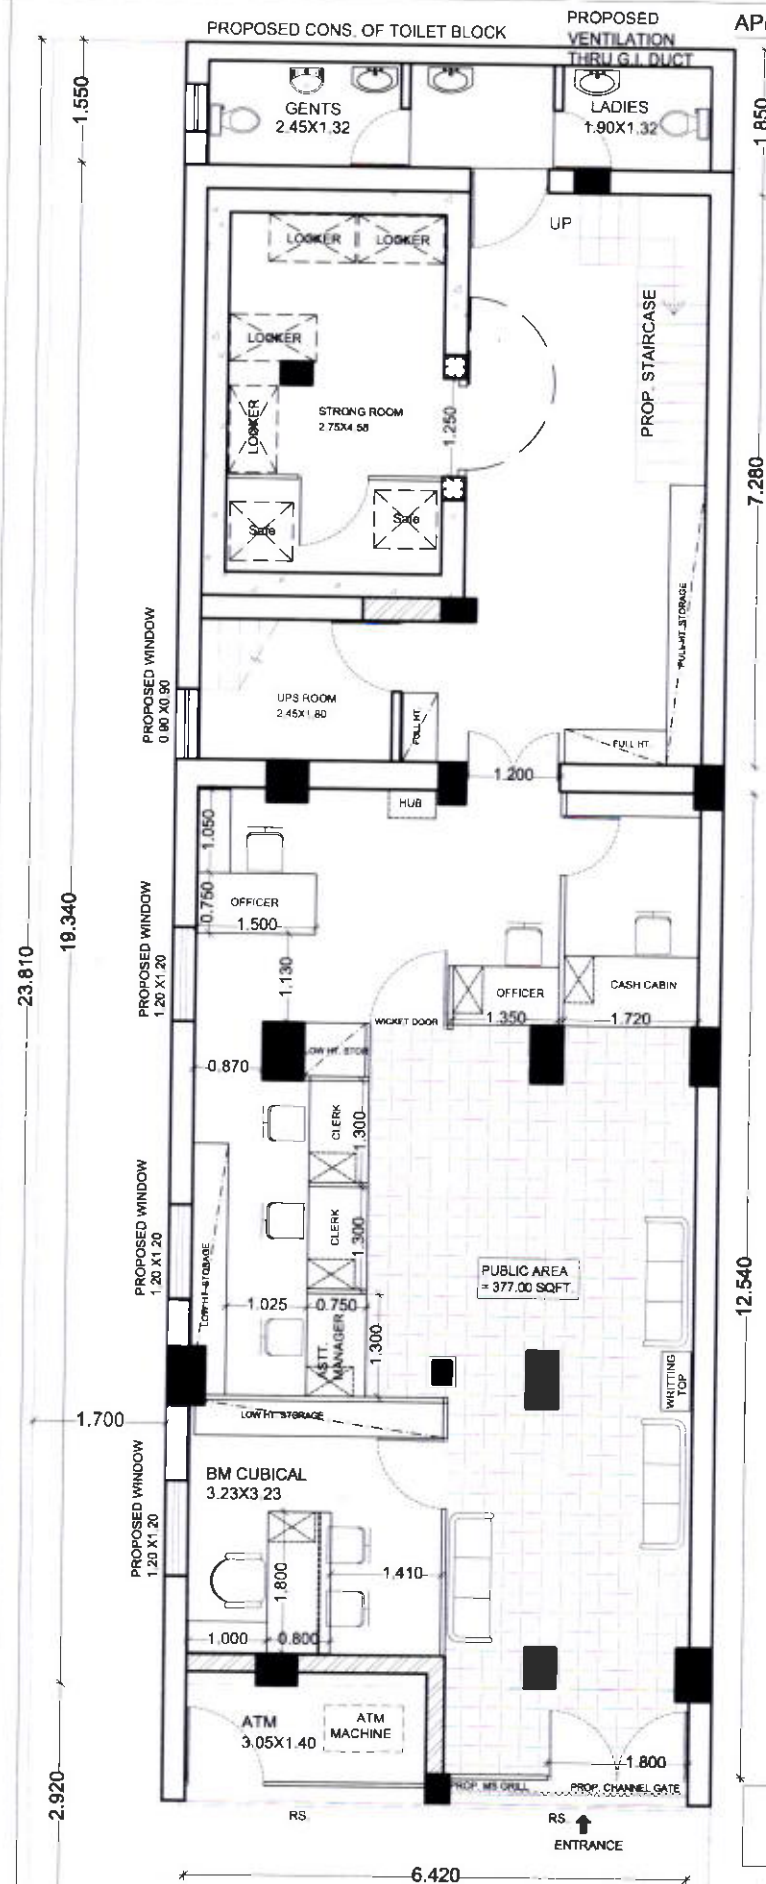 PROPOSED CONS. OF TOILET BLOCK
PROPOSED
VENTILATION
THRU G.I. DUCT
1.550
GENTS
2.45X1.32
LADIES
1.90X1.32
1.850
UP
LOCKER
LOCKER
LOCKER
LOCKER
STRONG ROOM
2.75X4.58
1.250
PROP. STAIRCASE
7.280
Safe
Safe
FULL HT. STORAGE
PROPOSED WINDOW
0.90 X0.90
UPS ROOM
2.45X1.80
FULL HT
FULL HT
1.200
HUB
1.050
0.750
OFFICER
1.500
23.810
19.340
PROPOSED WINDOW
1.20 X1.20
1.130
OFFICER
1.350
CASH CABIN
1.720
WICKET DOOR
LOW HT. STOR
0.870
CLERK
1.300
CLERK
1.300
PROPOSED WINDOW
1.20 X1.20
LOW HT STORAGE
PUBLIC AREA
= 377.00 SQFT.
12.540
1.025
0.750
ASTT.
MANAGER
1.300
WRITTING
TOP
LOW HT STORAGE
1.700
BM CUBICAL
3.23X3.23
PROPOSED WINDOW
1.20 X1.20
1.800
1.410
1.000
0.800
ATM
3.05X1.40
ATM
MACHINE
1.800
PROP. MS GRILL
PROP. CHANNEL GATE
2.920
RS
RS
ENTRANCE
6.420